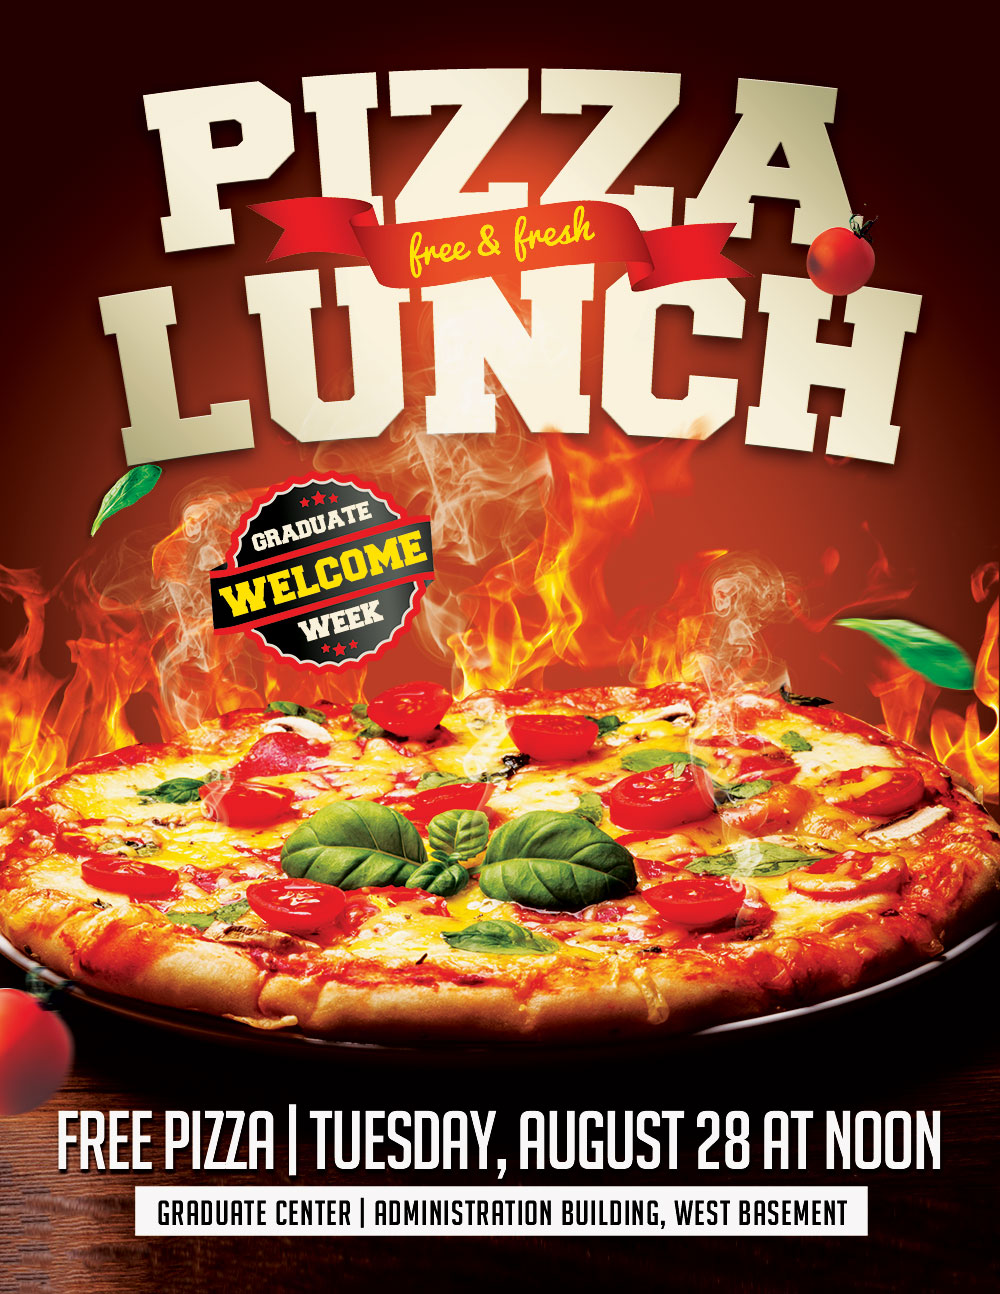 PIZZA
free & fresh
LUNCH
GRADUATE
WELCOME
WEEK
FREE PIZZA | TUESDAY, AUGUST 28 AT NOON
GRADUATE CENTER | ADMINISTRATION BUILDING, WEST BASEMENT